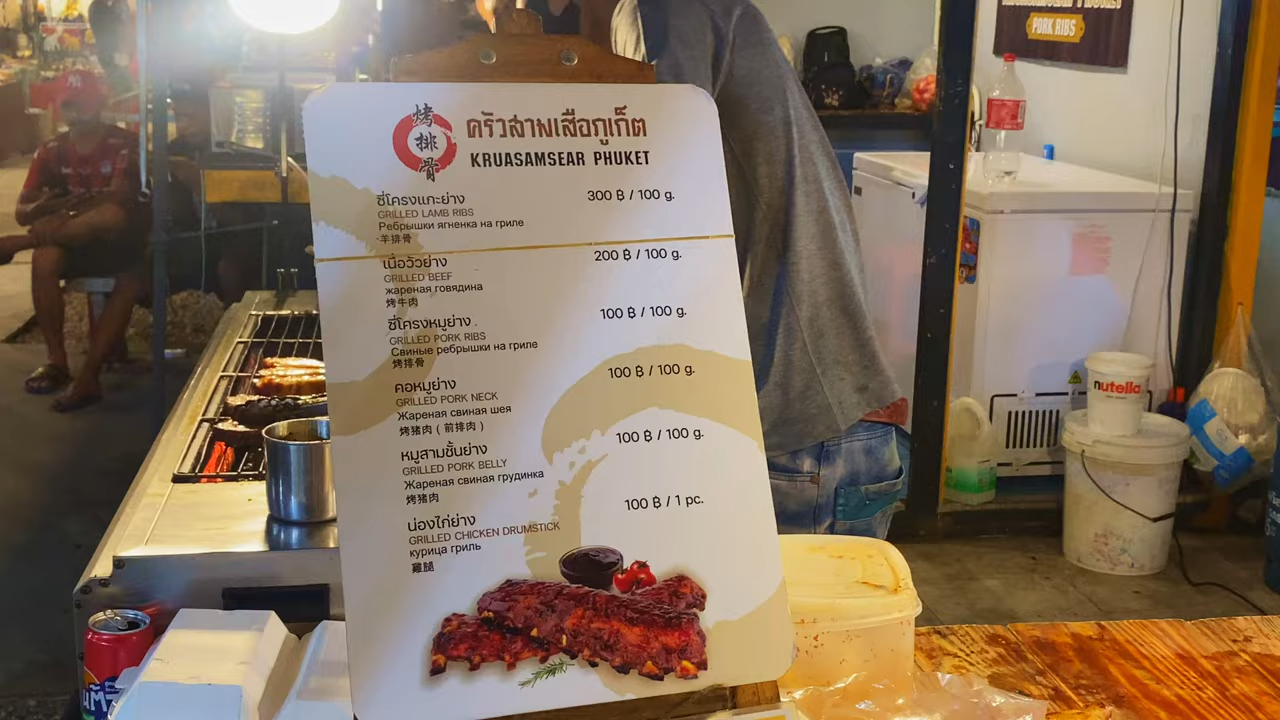 烤
排
骨
ครัวสามเสือภูเก็ต
KRUASAMSEAR PHUKET
ซี่โครงแกะย่าง 300 ฿ / 100 g.
GRILLED LAMB RIBS
Ребрышки ягненка на гриле
羊排骨
เนื้อวัวย่าง 200 ฿ / 100 g.
GRILLED BEEF
жареная говядина
烤牛肉
ซี่โครงหมูย่าง 100 ฿ / 100 g.
GRILLED PORK RIBS
Свиные ребрышки на гриле
烤排骨
คอหมูย่าง 100 ฿ / 100 g.
GRILLED PORK NECK
Жареная свиная шея
烤猪肉 ( 前排肉 )
หมูสามชั้นย่าง 100 ฿ / 100 g.
GRILLED PORK BELLY
Жареная свиная грудинка
烤猪肉
น่องไก่ย่าง 100 ฿ / 1 pc.
GRILLED CHICKEN DRUMSTICK
курица гриль
雞腿
PORK RIBS
nutella